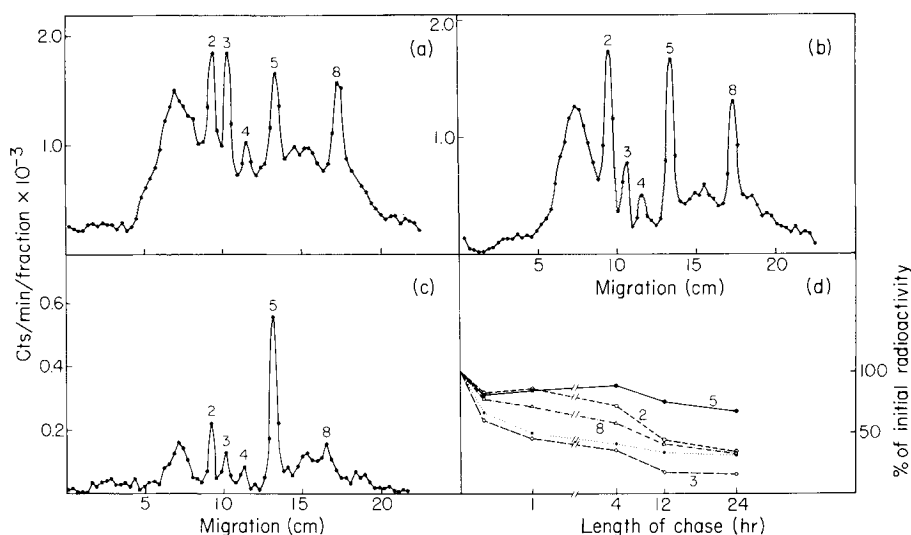 2.0
1.0
2 3 4 5 8
(a)
2.0
1.0
2 3 4 5 8
(b)
5 10 15 20
Migration (cm)
Cts/min/fraction × 10⁻³
0.6
0.4
0.2
2 3 4 5 8
(c)
5 10 15 20
Migration (cm)
(d)
100
50
5
2
8
3
1 4 12 24
Length of chase (hr)
% of initial radioactivity